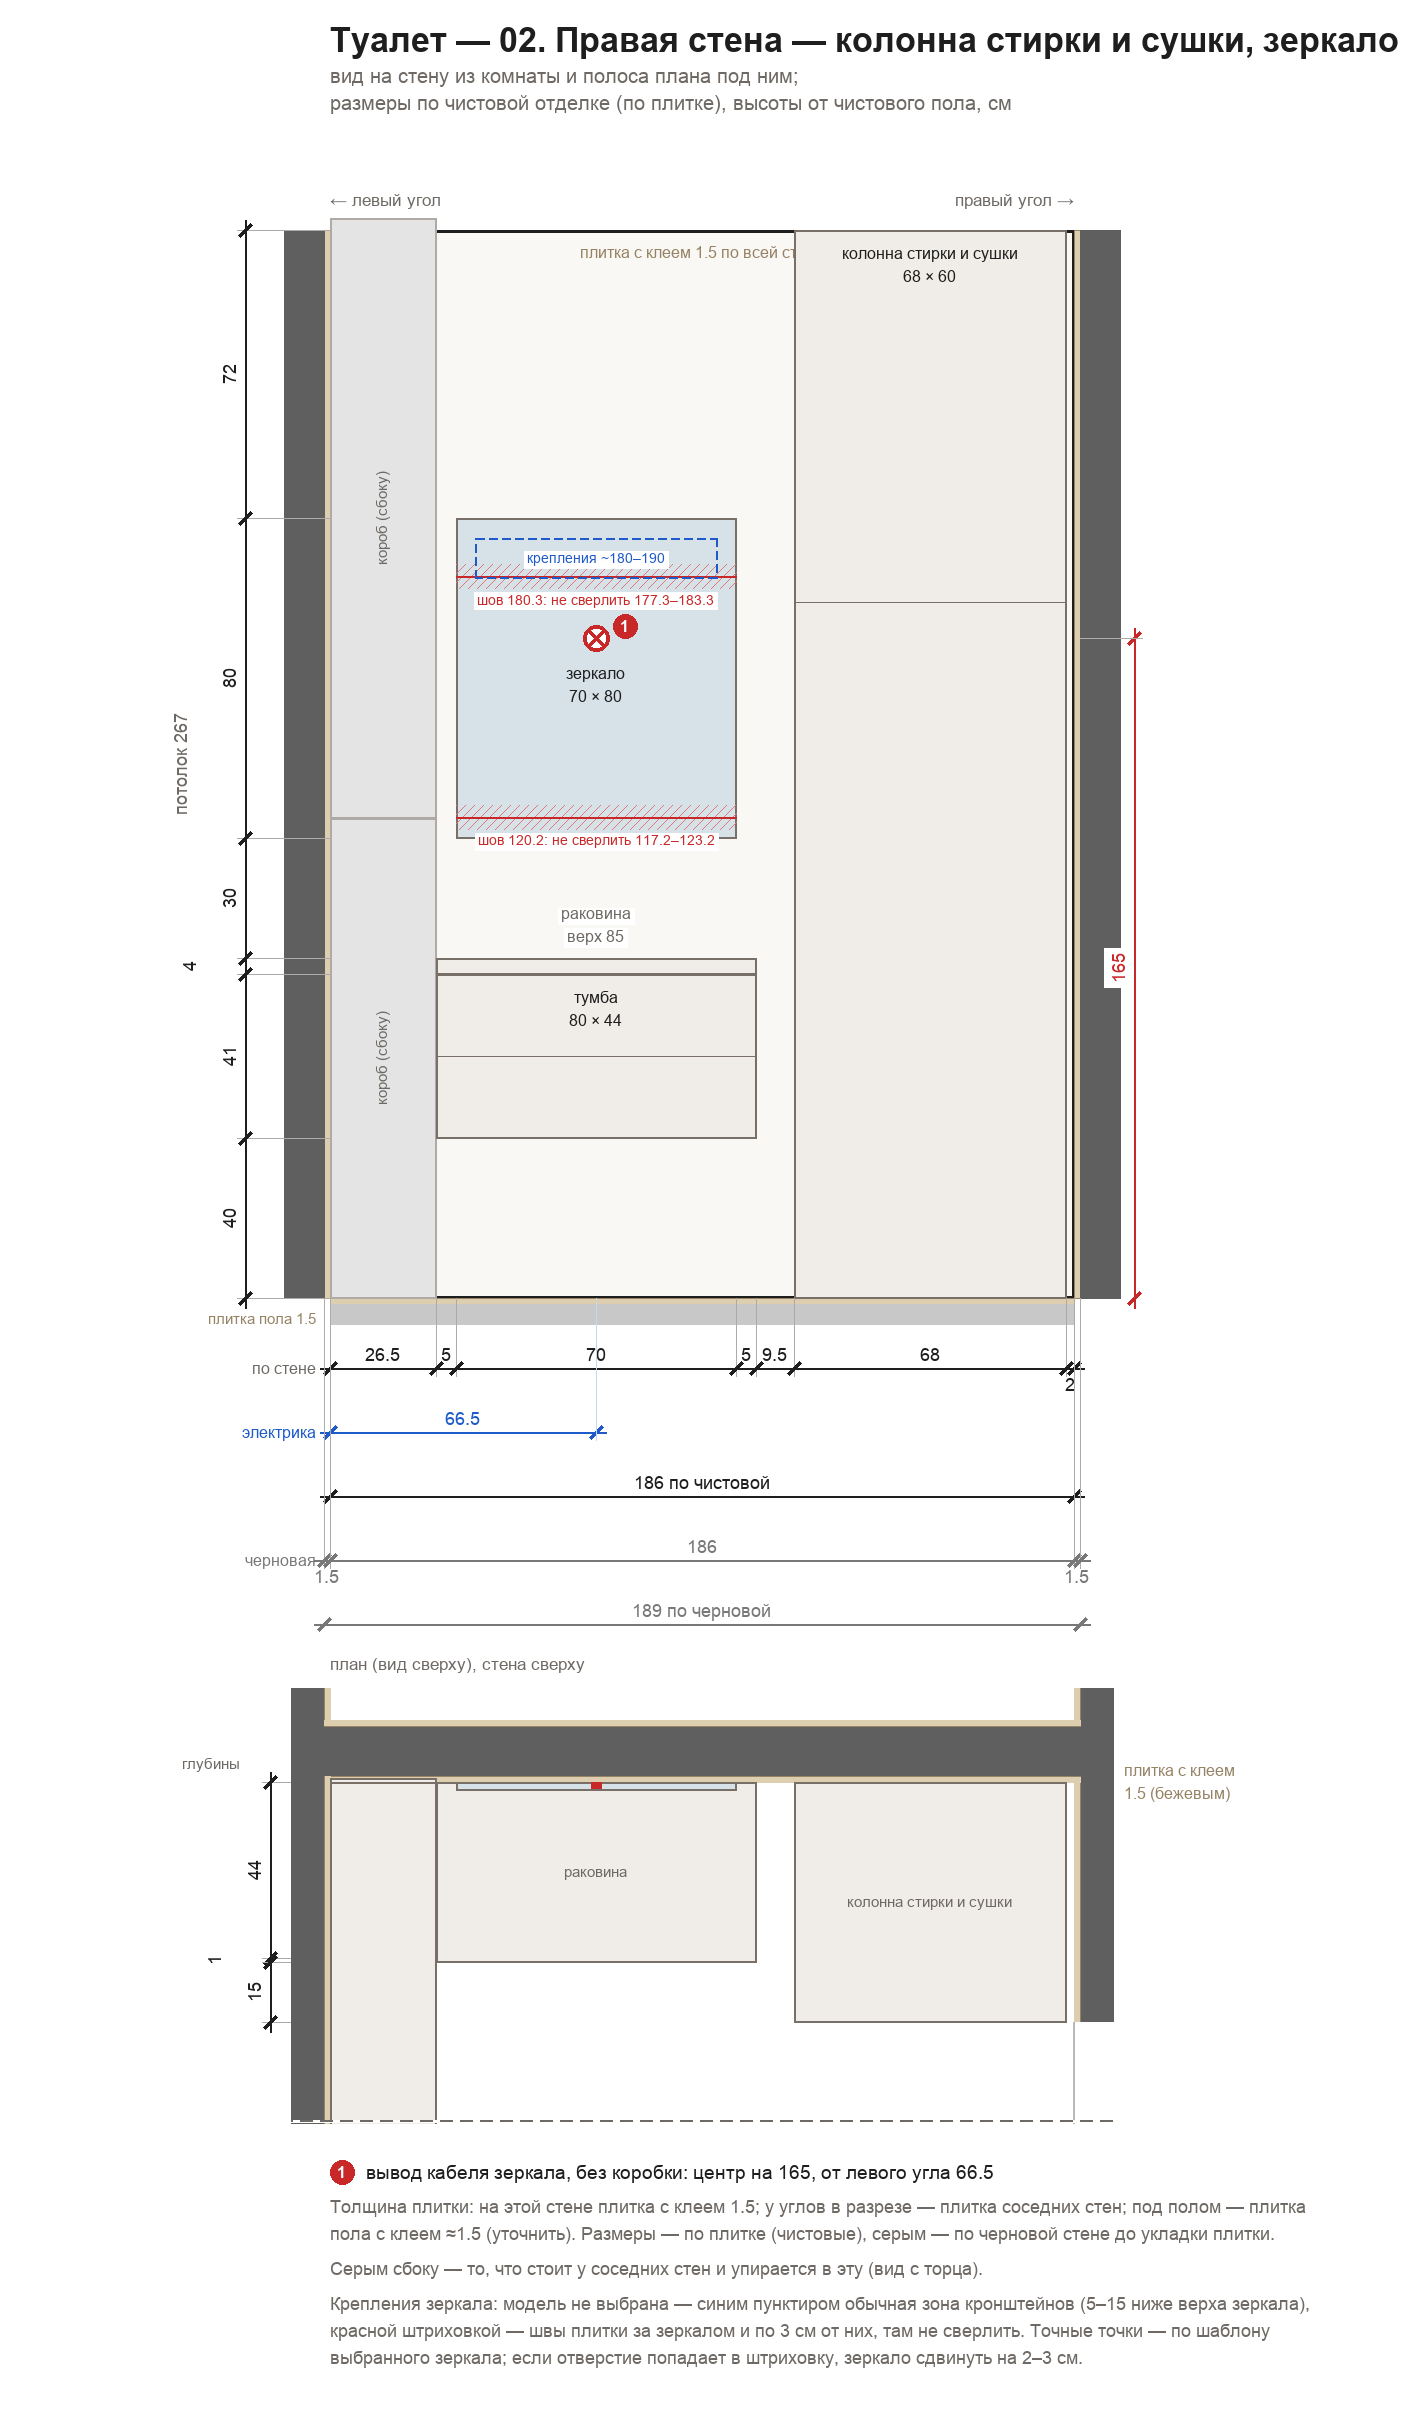 Туалет — 02. Правая стена — колонна стирки и сушки, зеркало
вид на стену из комнаты и полоса плана под ним;
размеры по чистовой отделке (по плитке), высоты от чистового пола, см
← левый угол
правый угол →
плитка с клеем 1.5 по всей ст
колонна стирки и сушки
68 × 60
72
короб (сбоку)
крепления ~180–190
шов 180.3: не сверлить 177.3–183.3
1
зеркало
70 × 80
80
потолок 267
шов 120.2: не сверлить 117.2–123.2
30
раковина
верх 85
4
165
тумба
80 × 44
41
короб (сбоку)
40
плитка пола 1.5
по стене
26.5
5
70
5
9.5
68
2
электрика
66.5
186 по чистовой
черновая
186
1.5
1.5
189 по черновой
план (вид сверху), стена сверху
глубины
плитка с клеем
1.5 (бежевым)
44
раковина
колонна стирки и сушки
1
15
1 вывод кабеля зеркала, без коробки: центр на 165, от левого угла 66.5
Толщина плитки: на этой стене плитка с клеем 1.5; у углов в разрезе — плитка соседних стен; под полом — плитка
пола с клеем ≈1.5 (уточнить). Размеры — по плитке (чистовые), серым — по черновой стене до укладки плитки.
Серым сбоку — то, что стоит у соседних стен и упирается в эту (вид с торца).
Крепления зеркала: модель не выбрана — синим пунктиром обычная зона кронштейнов (5–15 ниже верха зеркала),
красной штриховкой — швы плитки за зеркалом и по 3 см от них, там не сверлить. Точные точки — по шаблону
выбранного зеркала; если отверстие попадает в штриховку, зеркало сдвинуть на 2–3 см.